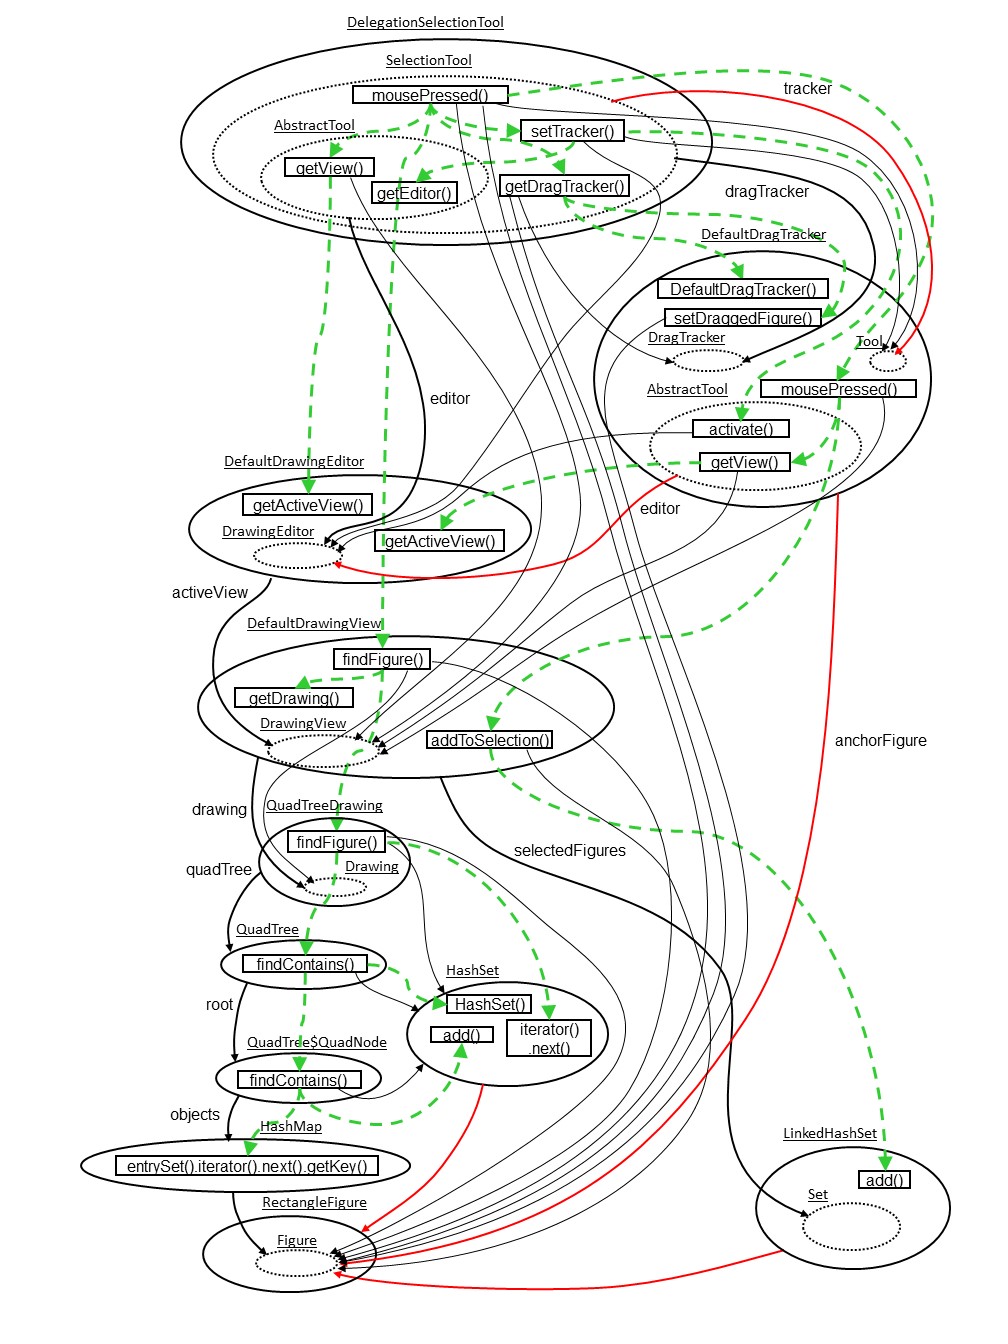 DelegationSelectionTool
SelectionTool
mousePressed()
tracker
AbstractTool
setTracker()
getView()
getEditor()
getDragTracker()
dragTracker
DefaultDragTracker
DefaultDragTracker()
setDraggedFigure()
DragTracker
Tool
AbstractTool
mousePressed()
editor
activate()
getView()
DefaultDrawingEditor
getActiveView()
editor
DrawingEditor
getActiveView()
activeView
DefaultDrawingView
findFigure()
getDrawing()
DrawingView
addToSelection()
anchorFigure
drawing
QuadTreeDrawing
findFigure()
selectedFigures
quadTree
Drawing
QuadTree
findContains()
HashSet
root
HashSet()
add()
iterator()
.next()
QuadTree$QuadNode
findContains()
objects
HashMap
LinkedHashSet
entrySet().iterator().next().getKey()
add()
RectangleFigure
Set
Figure